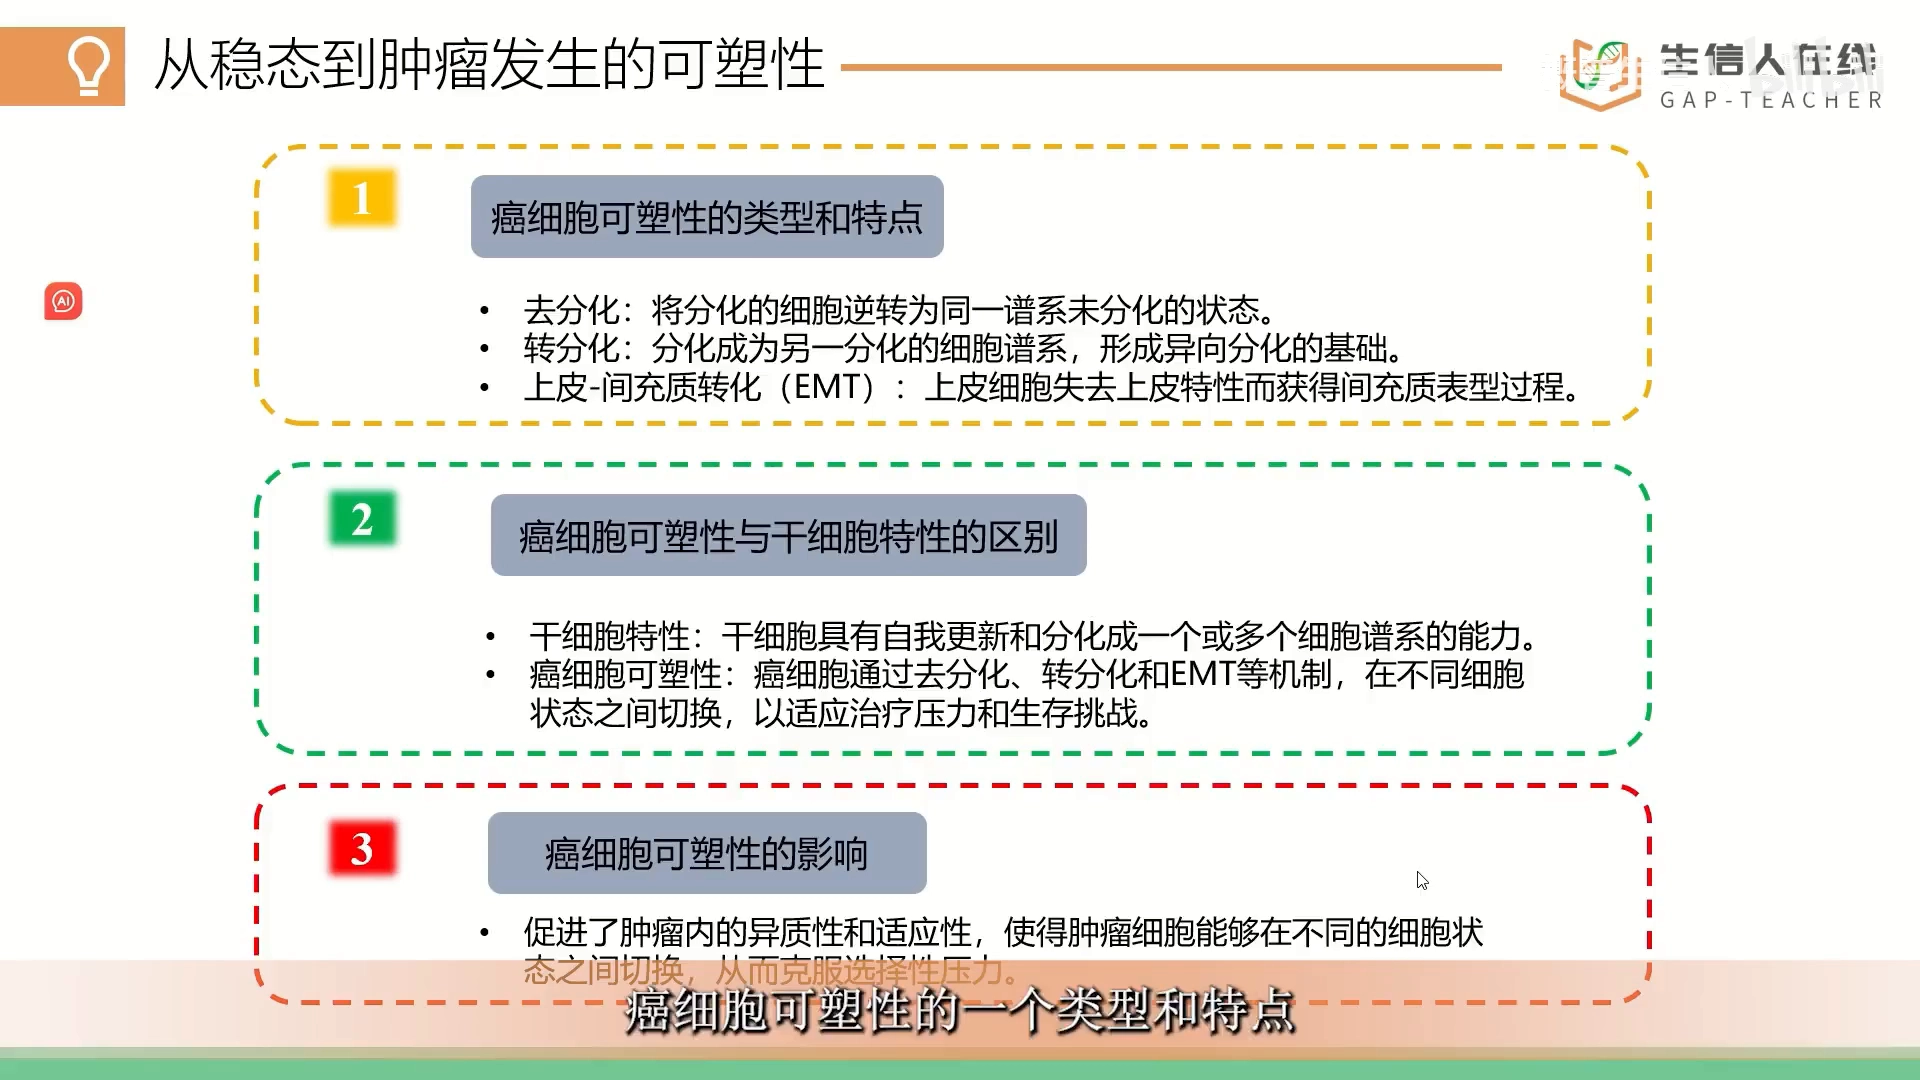 从稳态到肿瘤发生的可塑性
生信人在线
GAP-TEACHER
1
癌细胞可塑性的类型和特点
• 去分化：将分化的细胞逆转为同一谱系未分化的状态。
• 转分化：分化成为另一分化的细胞谱系，形成异向分化的基础。
• 上皮-间充质转化（EMT）：上皮细胞失去上皮特性而获得间充质表型过程。
AI
2
癌细胞可塑性与干细胞特性的区别
• 干细胞特性：干细胞具有自我更新和分化成一个或多个细胞谱系的能力。
• 癌细胞可塑性：癌细胞通过去分化、转分化和EMT等机制，在不同细胞
状态之间切换，以适应治疗压力和生存挑战。
3
癌细胞可塑性的影响
• 促进了肿瘤内的异质性和适应性，使得肿瘤细胞能够在不同的细胞状
态之间切换，从而克服选择性压力。
癌细胞可塑性的一个类型和特点